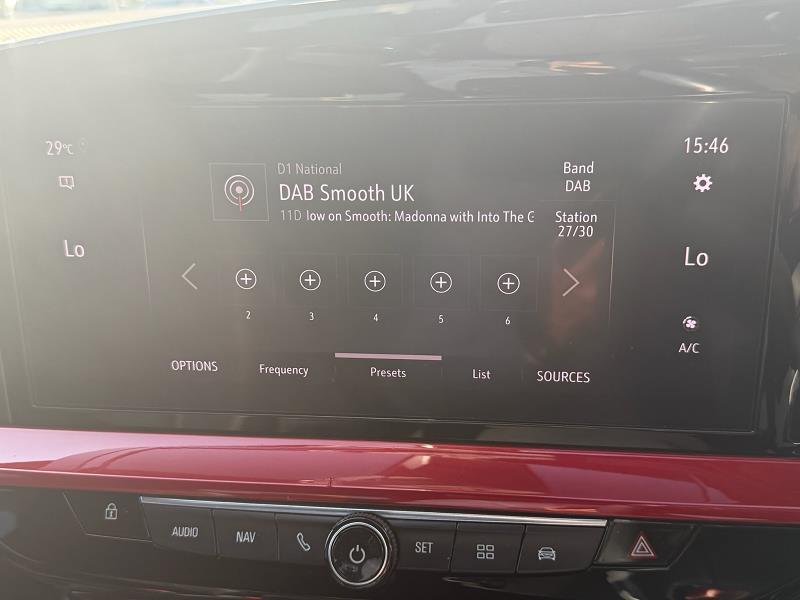 29°C
15:46
D1 National
DAB Smooth UK
11D low on Smooth: Madonna with Into The G
Band
DAB
Station
27/30
Lo
Lo
2 3 4 5 6
A/C
OPTIONS Frequency Presets List SOURCES
AUDIO NAV SET